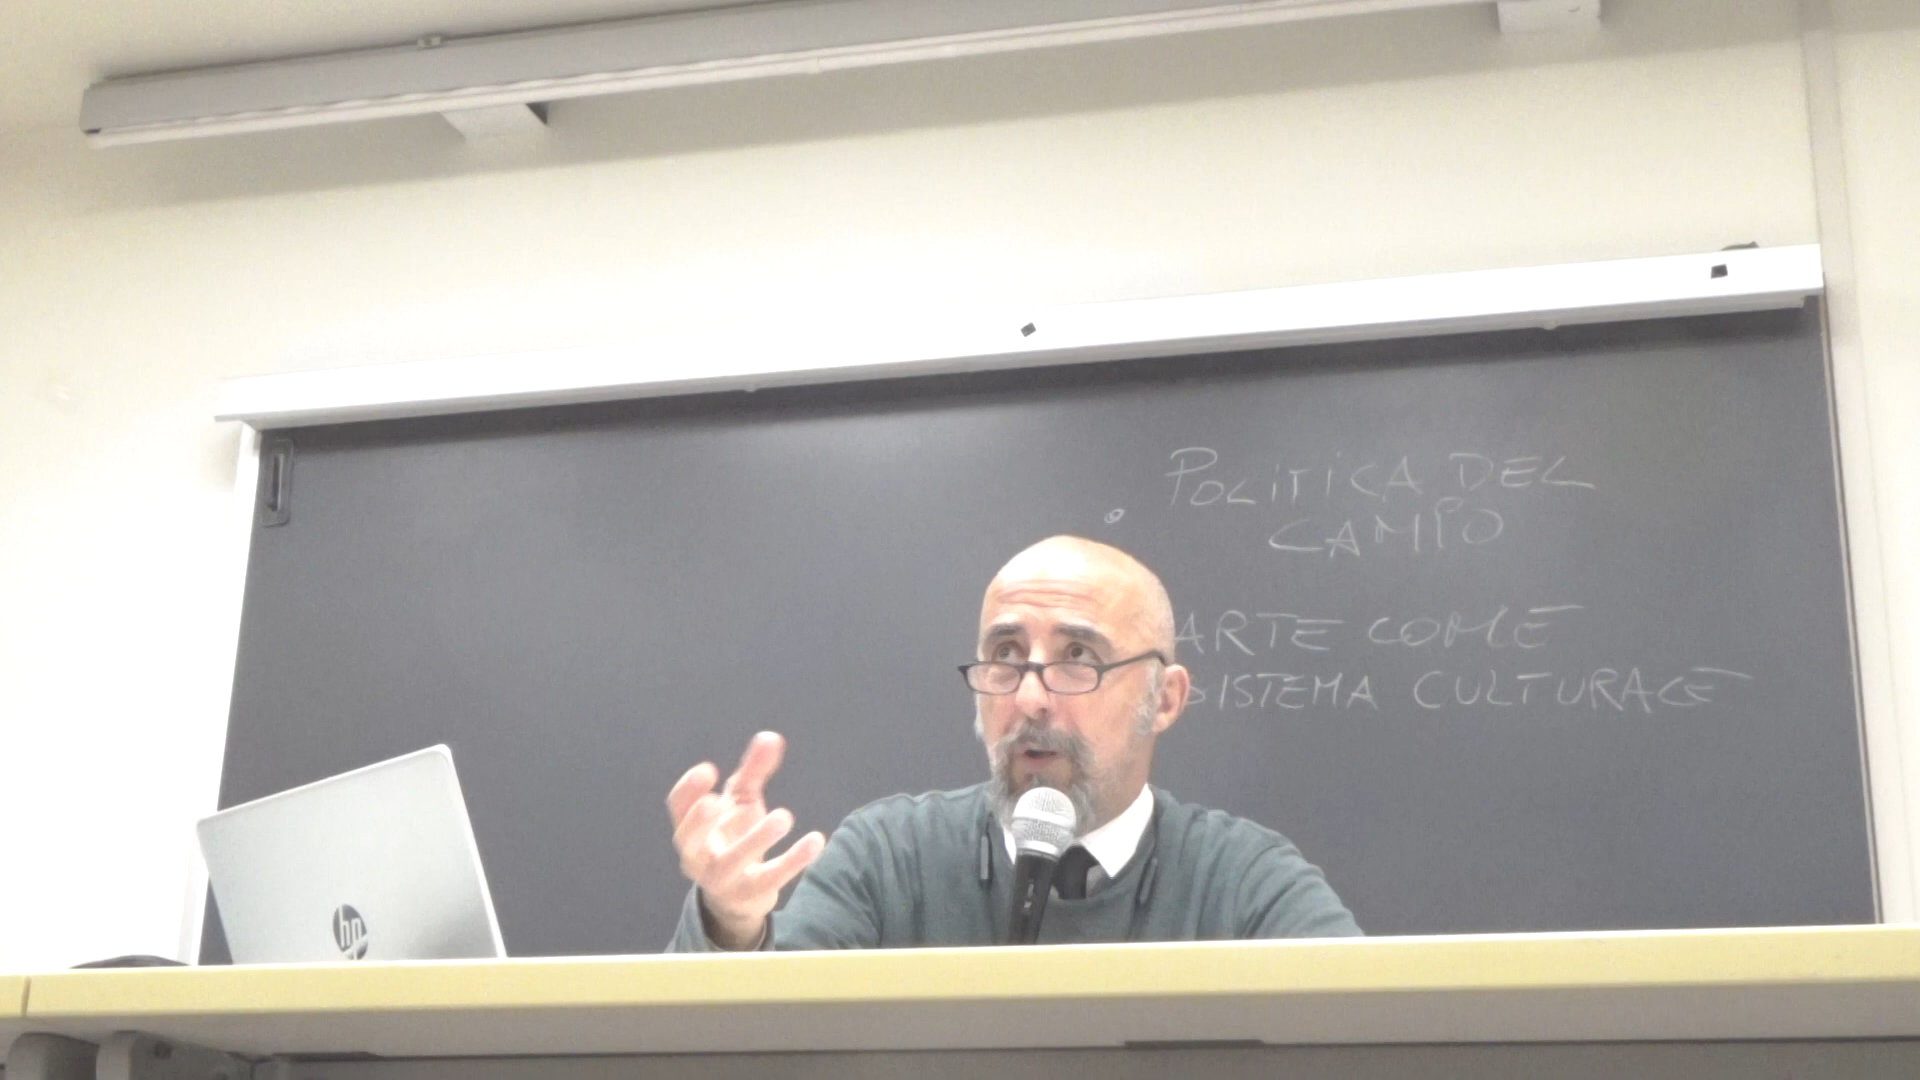 POLITICA DEL
CAMPO
ARTE COME
SISTEMA CULTURALE
hp